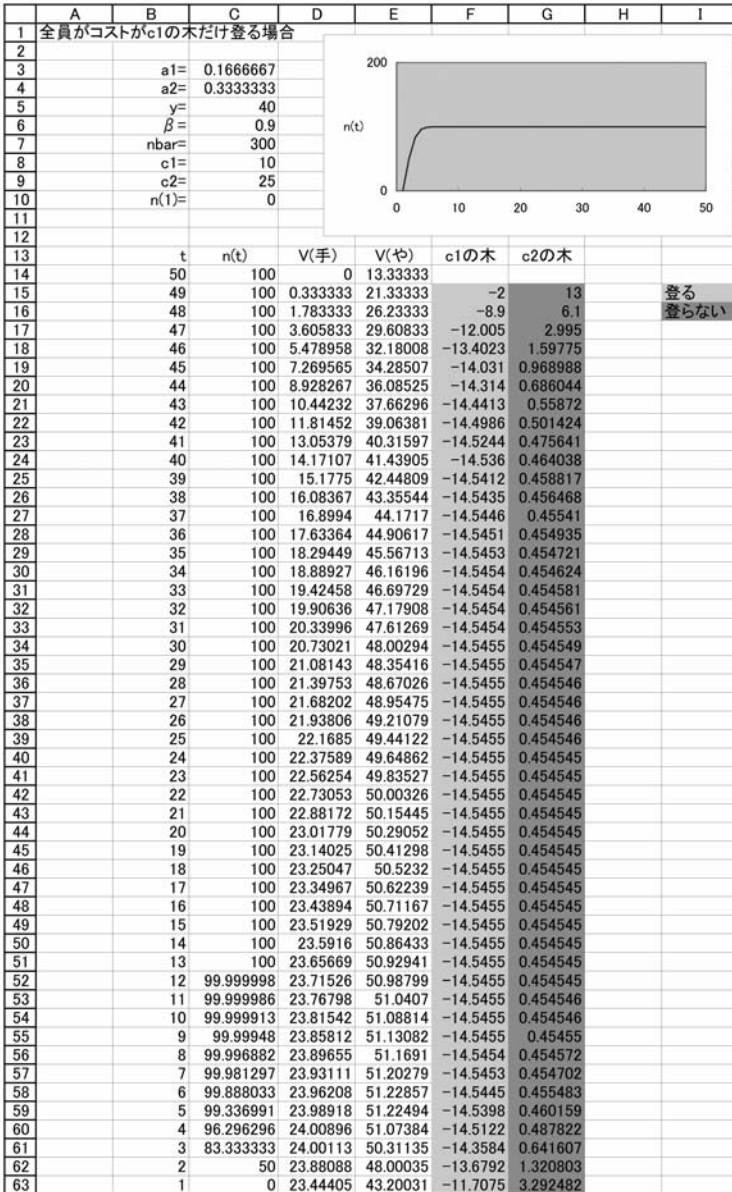 A B C D E F G H I
1 全員がコストがc1の木だけ登る場合
2
3 a1= 0.1666667
4 a2= 0.3333333
5 y= 40
6 β= 0.9
7 nbar= 300
8 c1= 10
9 c2= 25
10 n(1)= 0
200
n(t)
0
0 10 20 30 40 50
11
12
13 t n(t) V(手) V(や) c1の木 c2の木
14 50 100 0 13.33333
15 49 100 0.333333 21.33333 -2 13 登る
16 48 100 1.783333 26.23333 -8.9 6.1 登らない
17 47 100 3.605833 29.60833 -12.005 2.995
18 46 100 5.478958 32.18008 -13.4023 1.59775
19 45 100 7.269565 34.28507 -14.031 0.968988
20 44 100 8.928267 36.08525 -14.314 0.686044
21 43 100 10.44232 37.66296 -14.4413 0.55872
22 42 100 11.81452 39.06381 -14.4986 0.501424
23 41 100 13.05379 40.31597 -14.5244 0.475641
24 40 100 14.17107 41.43905 -14.536 0.464038
25 39 100 15.1775 42.44809 -14.5412 0.458817
26 38 100 16.08367 43.35544 -14.5435 0.456468
27 37 100 16.8994 44.1717 -14.5446 0.45541
28 36 100 17.63364 44.90617 -14.5451 0.454935
29 35 100 18.29449 45.56713 -14.5453 0.454721
30 34 100 18.88927 46.16196 -14.5454 0.454624
31 33 100 19.42458 46.69729 -14.5454 0.454581
32 32 100 19.90636 47.17908 -14.5454 0.454561
33 31 100 20.33996 47.61269 -14.5454 0.454553
34 30 100 20.73021 48.00294 -14.5455 0.454549
35 29 100 21.08143 48.35416 -14.5455 0.454547
36 28 100 21.39753 48.67026 -14.5455 0.454546
37 27 100 21.68202 48.95475 -14.5455 0.454546
38 26 100 21.93806 49.21079 -14.5455 0.454546
39 25 100 22.1685 49.44122 -14.5455 0.454546
40 24 100 22.37589 49.64862 -14.5455 0.454545
41 23 100 22.56254 49.83527 -14.5455 0.454545
42 22 100 22.73053 50.00326 -14.5455 0.454545
43 21 100 22.88172 50.15445 -14.5455 0.454545
44 20 100 23.01779 50.29052 -14.5455 0.454545
45 19 100 23.14025 50.41298 -14.5455 0.454545
46 18 100 23.25047 50.5232 -14.5455 0.454545
47 17 100 23.34967 50.62239 -14.5455 0.454545
48 16 100 23.43894 50.71167 -14.5455 0.454545
49 15 100 23.51929 50.79202 -14.5455 0.454545
50 14 100 23.5916 50.86433 -14.5455 0.454545
51 13 100 23.65669 50.92941 -14.5455 0.454545
52 12 99.999998 23.71526 50.98799 -14.5455 0.454545
53 11 99.999986 23.76798 51.0407 -14.5455 0.454546
54 10 99.999913 23.81542 51.08814 -14.5455 0.454546
55 9 99.99948 23.85812 51.13082 -14.5455 0.45455
56 8 99.996882 23.89655 51.1691 -14.5454 0.454572
57 7 99.981297 23.93111 51.20279 -14.5453 0.454702
58 6 99.888033 23.96208 51.22857 -14.5445 0.455483
59 5 99.336991 23.98918 51.22494 -14.5398 0.460159
60 4 96.296296 24.00896 51.07384 -14.5122 0.487822
61 3 83.333333 24.00113 50.31135 -14.3584 0.641607
62 2 50 23.88088 48.00035 -13.6792 1.320803
63 1 0 23.44405 43.20031 -11.7075 3.292482